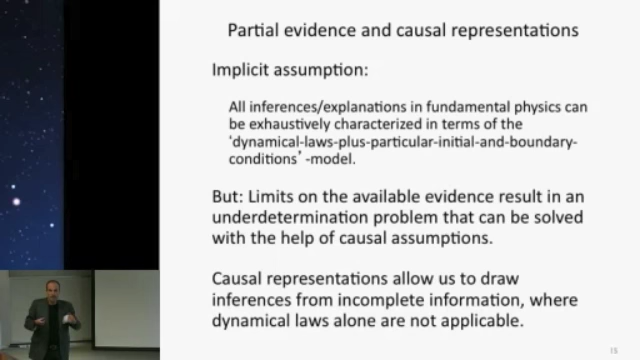 Partial evidence and causal representations
Implicit assumption:
All inferences/explanations in fundamental physics can
be exhaustively characterized in terms of the
‘dynamical-laws-plus-particular-initial-and-boundary-
conditions’ -model.
But: Limits on the available evidence result in an
underdetermination problem that can be solved
with the help of causal assumptions.
Causal representations allow us to draw
inferences from incomplete information, where
dynamical laws alone are not applicable.
15